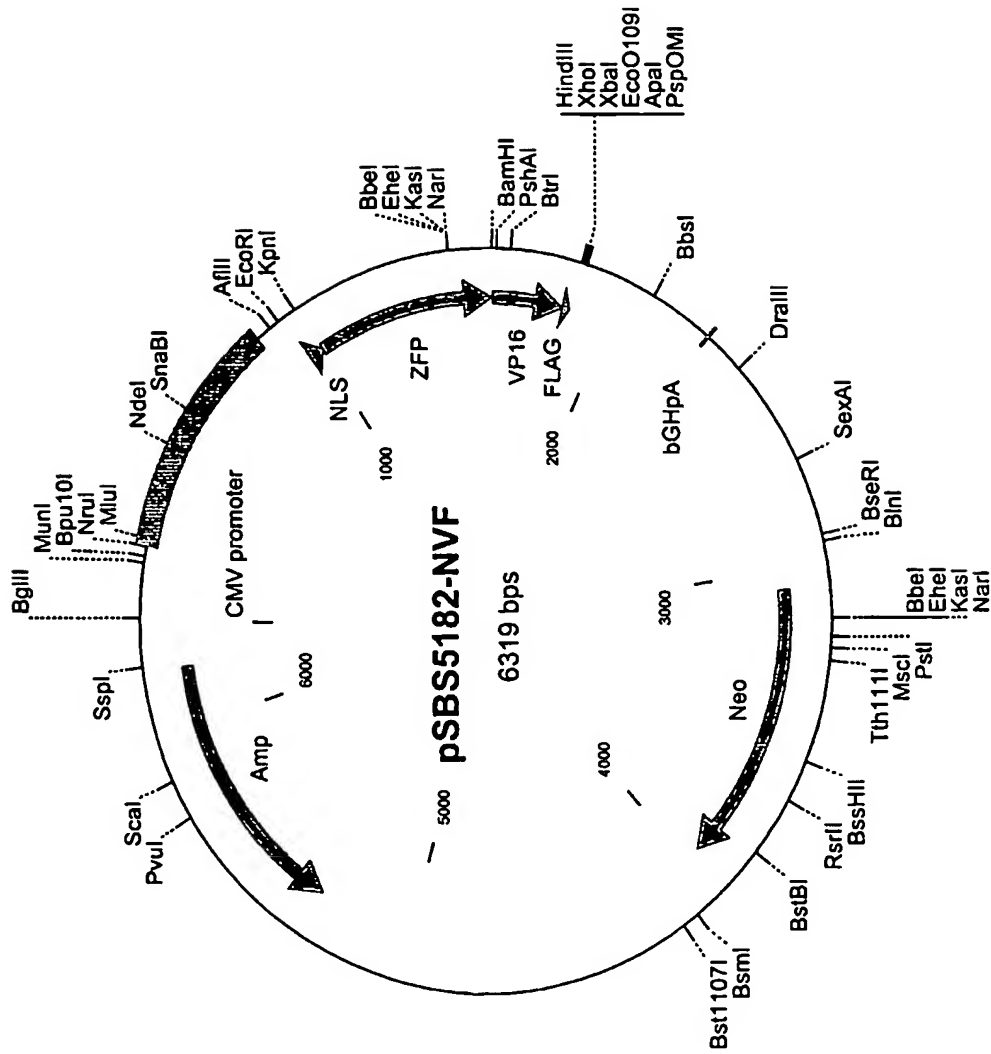 BglII
MunI
Bpu10I
NruI
MluI
NdeI
SnaBI
AflII
EcoRI
KpnI
BbeI
EheI
KasI
NarI
BamHI
PshAI
BtrI
HindIII
XhoI
XbaI
EcoO109I
ApaI
PspOMI
BbsI
DraIII
SexAI
BseRI
BlnI
BbeI
EheI
KasI
NarI
PstI
MscI
Tth111I
BssHII
RsrII
BstBI
BsmI
Bst1107I
PvuI
ScaI
SspI
CMV promoter
NLS
ZFP
VP16
FLAG
bGHpA
Neo
Amp
1000
2000
3000
4000
5000
6000
pSBS5182-NVF
6319 bps